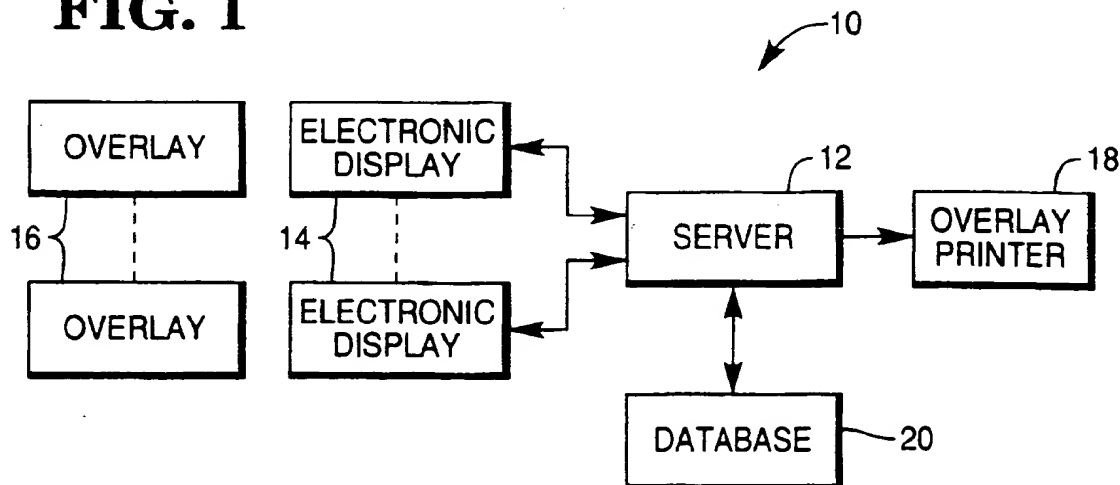 FIG. 1
10
OVERLAY
ELECTRONIC
DISPLAY
12
18
16
14
SERVER
OVERLAY
PRINTER
OVERLAY
ELECTRONIC
DISPLAY
DATABASE
20